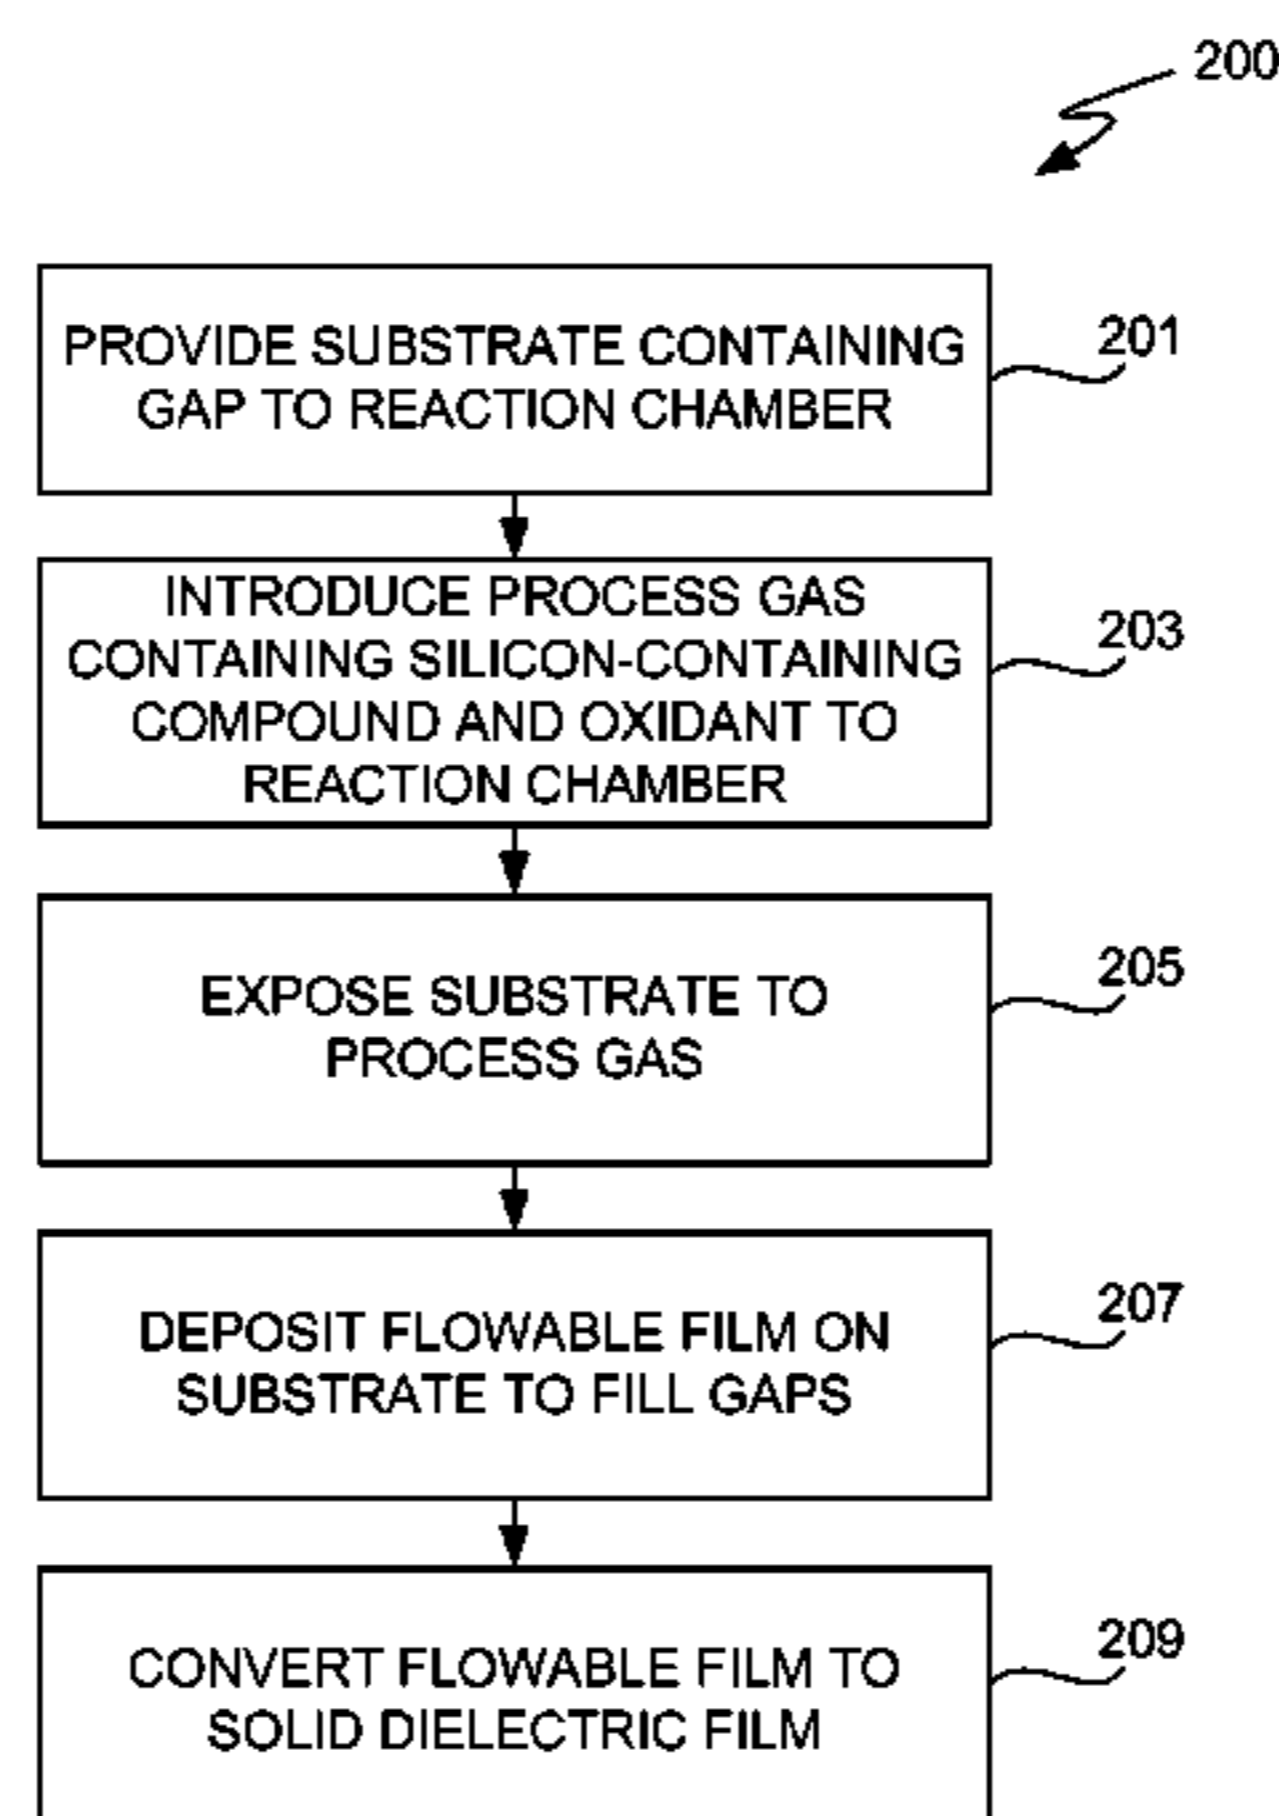 200
PROVIDE SUBSTRATE CONTAINING
GAP TO REACTION CHAMBER
201
INTRODUCE PROCESS GAS
CONTAINING SILICON-CONTAINING
COMPOUND AND OXIDANT TO
REACTION CHAMBER
203
EXPOSE SUBSTRATE TO
PROCESS GAS
205
DEPOSIT FLOWABLE FILM ON
SUBSTRATE TO FILL GAPS
207
CONVERT FLOWABLE FILM TO
SOLID DIELECTRIC FILM
209